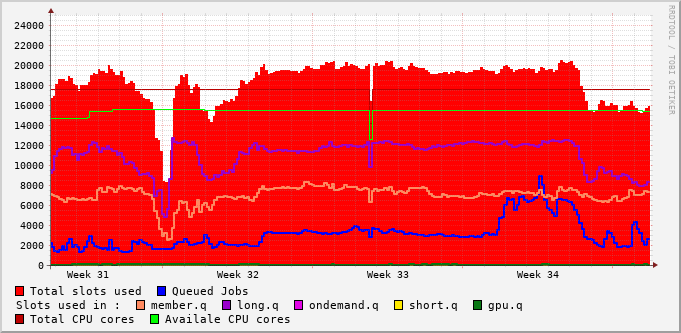 RRDTOOL / TOBI OETIKER
24000
22000
20000
18000
16000
14000
12000
10000
8000
6000
4000
2000
0
Week 31 Week 32 Week 33 Week 34
Total slots used Queued Jobs
Slots used in : member.q long.q ondemand.q short.q gpu.q
Total CPU cores Availale CPU cores